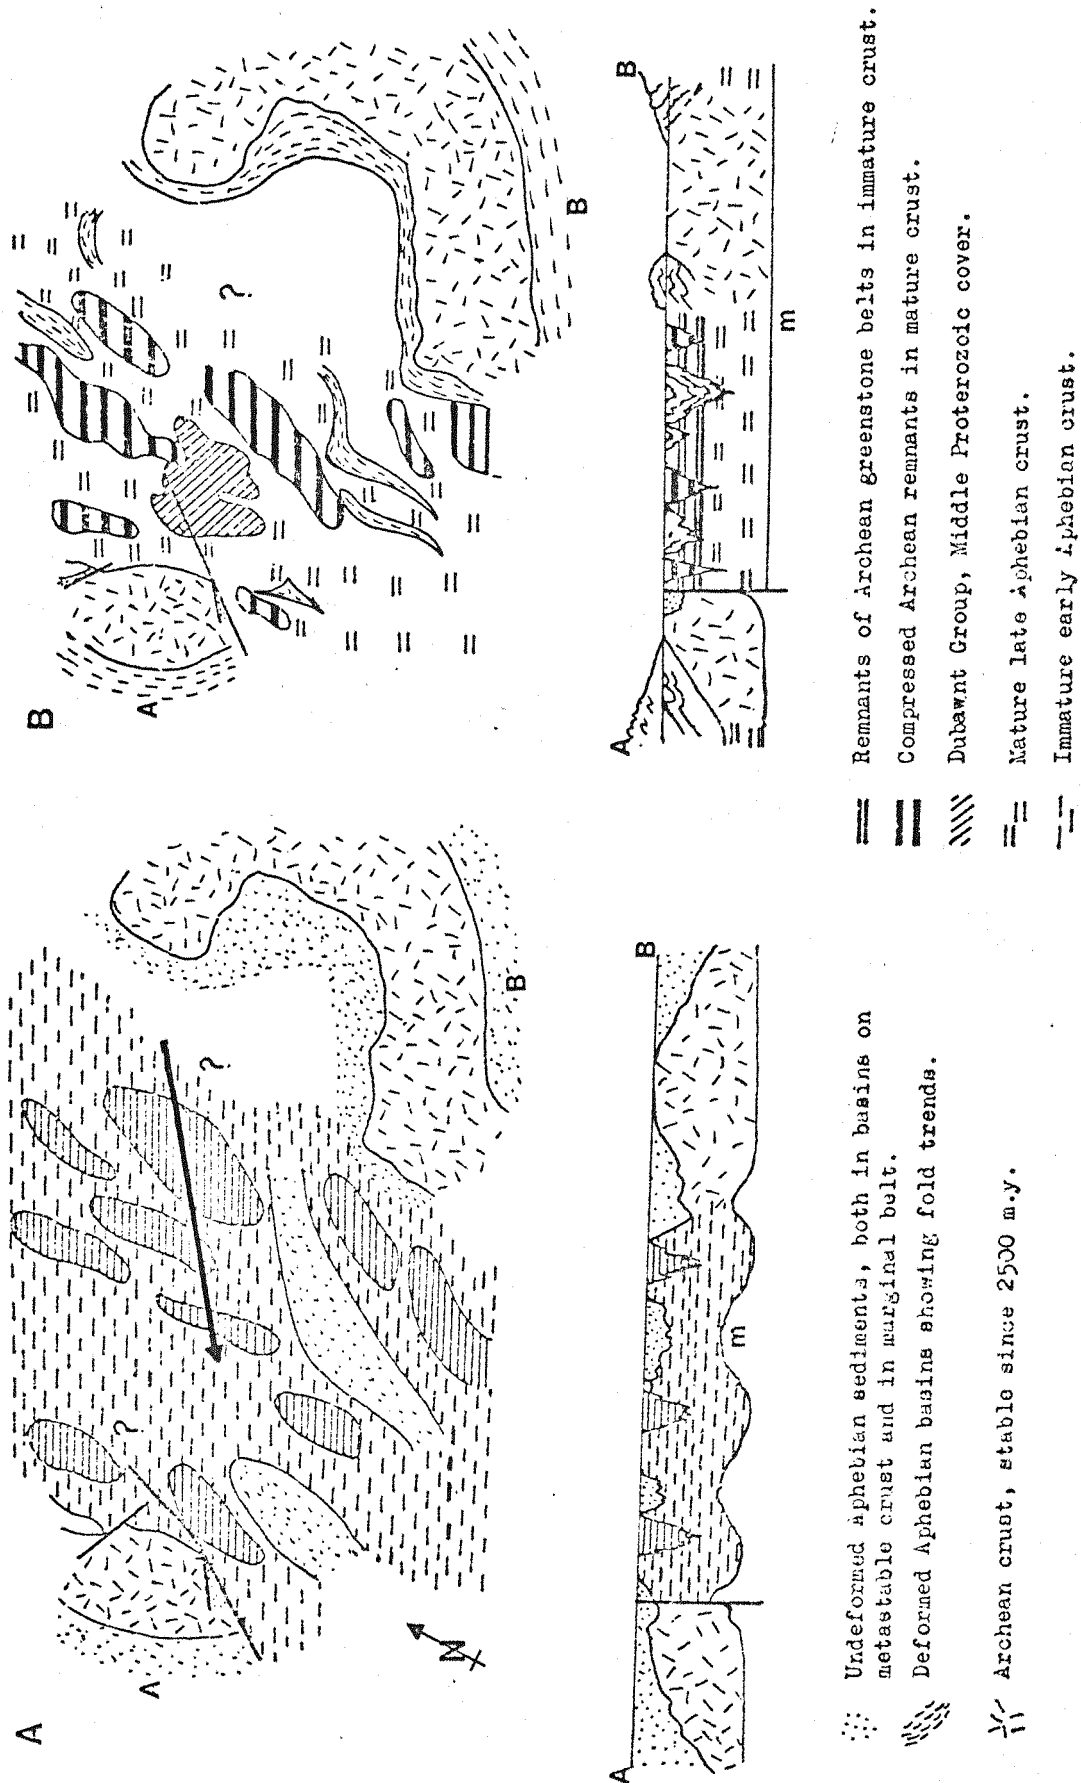 A
A
?
?
N
B
B
A
?
B
A
m
B
A
m
B
Undeformed Aphebian sediments, both in basins on
metastable crust and in marginal belt.
Deformed Aphebian basins showing fold trends.
Archean crust, stable since 2500 m.y.
Remnants of Archean greenstone belts in immature crust.
Compressed Archean remnants in mature crust.
Dubawnt Group, Middle Proterozoic cover.
Mature late Aphebian crust.
Immature early Aphebian crust.